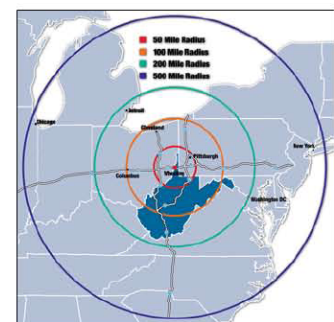 50 Mile Radius
100 Mile Radius
200 Mile Radius
500 Mile Radius
Detroit
Chicago
Cleveland
Pittsburgh
New York
Columbus
Washington DC